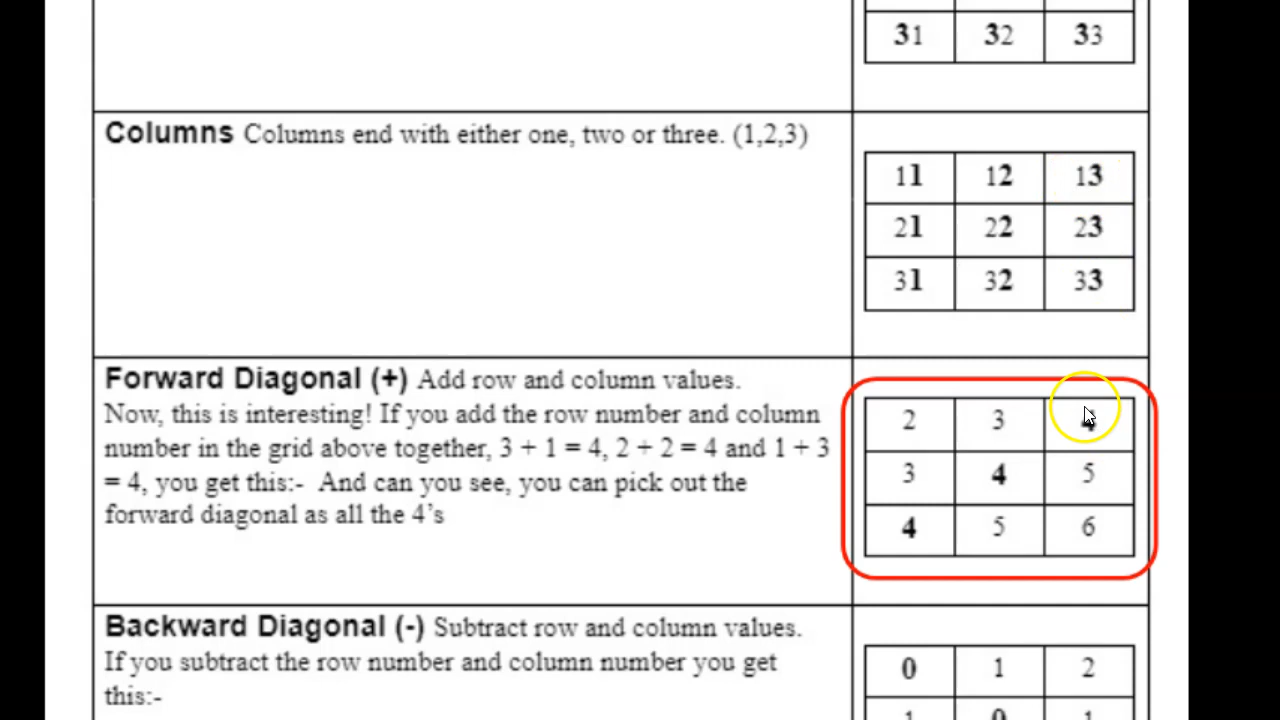 31 32 33
Columns Columns end with either one, two or three. (1,2,3)
11 12 13
21 22 23
31 32 33
Forward Diagonal (+) Add row and column values.
Now, this is interesting! If you add the row number and column
number in the grid above together, 3 + 1 = 4, 2 + 2 = 4 and 1 + 3
= 4, you get this:- And can you see, you can pick out the
forward diagonal as all the 4's
2 3 4
3 4 5
4 5 6
Backward Diagonal (-) Subtract row and column values.
If you subtract the row number and column number you get
this:-
0 1 2
1 0 1